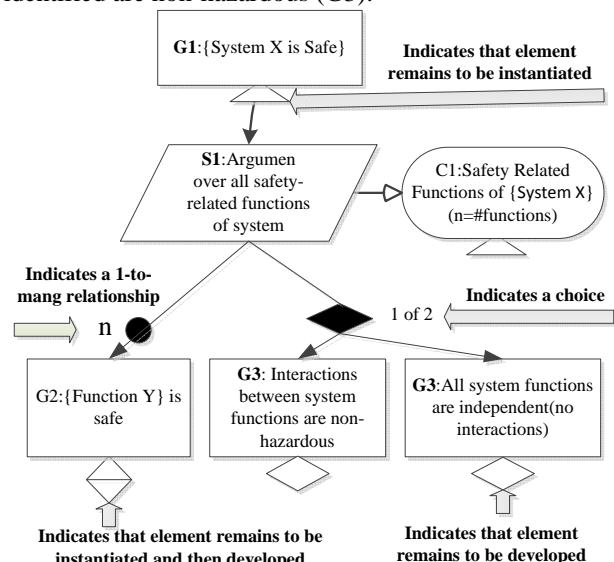 identified are non-hazardous (G3).
G1:{System X is Safe}
Indicates that element
remains to be instantiated
S1:Argumen
over all safety-
related functions
of system
C1:Safety Related
Functions of {System X}
(n=#functions)
Indicates a 1-to-
mang relationship
n
1 of 2
Indicates a choice
G2:{Function Y} is
safe
G3: Interactions
between system
functions are non-
hazardous
G3:All system functions
are independent(no
interactions)
Indicates that element remains to be
instantiated and then developed
Indicates that element
remains to be developed